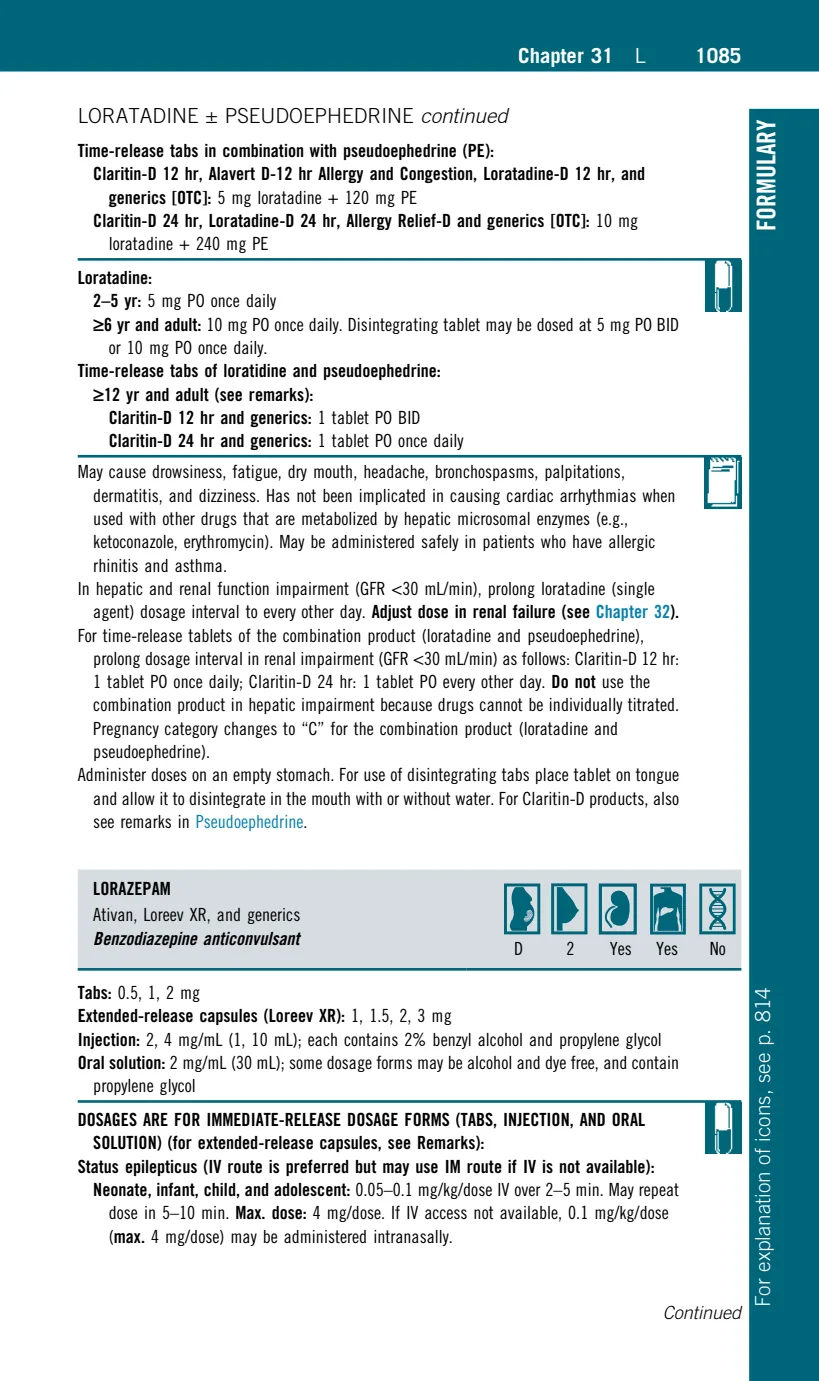 Chapter 31 L 1085
LORATADINE ± PSEUDOEPHEDRINE continued
Time-release tabs in combination with pseudoephedrine (PE):
Claritin-D 12 hr, Alavert D-12 hr Allergy and Congestion, Loratadine-D 12 hr, and
generics [OTC]: 5 mg loratadine + 120 mg PE
Claritin-D 24 hr, Loratadine-D 24 hr, Allergy Relief-D and generics [OTC]: 10 mg
loratadine + 240 mg PE
Loratadine:
2–5 yr: 5 mg PO once daily
≥6 yr and adult: 10 mg PO once daily. Disintegrating tablet may be dosed at 5 mg PO BID
or 10 mg PO once daily.
Time-release tabs of loratidine and pseudoephedrine:
≥12 yr and adult (see remarks):
Claritin-D 12 hr and generics: 1 tablet PO BID
Claritin-D 24 hr and generics: 1 tablet PO once daily
May cause drowsiness, fatigue, dry mouth, headache, bronchospasms, palpitations,
dermatitis, and dizziness. Has not been implicated in causing cardiac arrhythmias when
used with other drugs that are metabolized by hepatic microsomal enzymes (e.g.,
ketoconazole, erythromycin). May be administered safely in patients who have allergic
rhinitis and asthma.
In hepatic and renal function impairment (GFR <30 mL/min), prolong loratadine (single
agent) dosage interval to every other day. Adjust dose in renal failure (see Chapter 32).
For time-release tablets of the combination product (loratadine and pseudoephedrine),
prolong dosage interval in renal impairment (GFR <30 mL/min) as follows: Claritin-D 12 hr:
1 tablet PO once daily; Claritin-D 24 hr: 1 tablet PO every other day. Do not use the
combination product in hepatic impairment because drugs cannot be individually titrated.
Pregnancy category changes to “C” for the combination product (loratadine and
pseudoephedrine).
Administer doses on an empty stomach. For use of disintegrating tabs place tablet on tongue
and allow it to disintegrate in the mouth with or without water. For Claritin-D products, also
see remarks in Pseudoephedrine.
LORAZEPAM
Ativan, Loreev XR, and generics
Benzodiazepine anticonvulsant
D 2 Yes Yes No
Tabs: 0.5, 1, 2 mg
Extended-release capsules (Loreev XR): 1, 1.5, 2, 3 mg
Injection: 2, 4 mg/mL (1, 10 mL); each contains 2% benzyl alcohol and propylene glycol
Oral solution: 2 mg/mL (30 mL); some dosage forms may be alcohol and dye free, and contain
propylene glycol
DOSAGES ARE FOR IMMEDIATE-RELEASE DOSAGE FORMS (TABS, INJECTION, AND ORAL
SOLUTION) (for extended-release capsules, see Remarks):
Status epilepticus (IV route is preferred but may use IM route if IV is not available):
Neonate, infant, child, and adolescent: 0.05–0.1 mg/kg/dose IV over 2–5 min. May repeat
dose in 5–10 min. Max. dose: 4 mg/dose. If IV access not available, 0.1 mg/kg/dose
(max. 4 mg/dose) may be administered intranasally.
Continued
FORMULARY
For explanation of icons, see p. 814